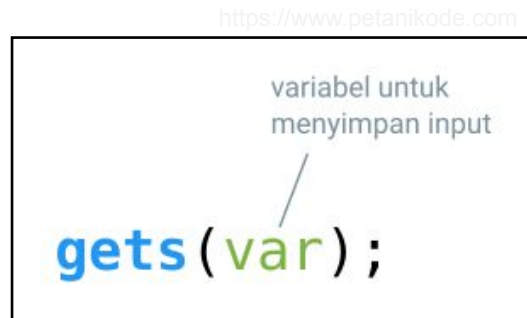 https://www.petanikode.com
variabel untuk
menyimpan input
gets(var);